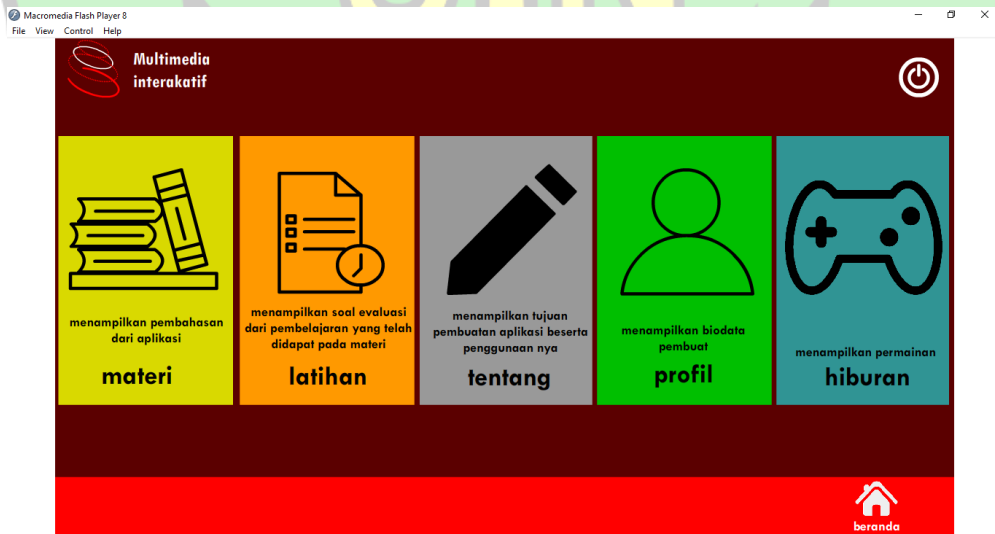 Macromedia Flash Player 8
File View Control Help
Multimedia
interakatif
menampilkan pembahasan
dari aplikasi
materi
menampilkan soal evaluasi
dari pembelajaran yang telah
didapat pada materi
latihan
menampilkan tujuan
pembuatan aplikasi beserta
penggunaan nya
tentang
menampilkan biodata
pembuat
profil
menampilkan permainan
hiburan
beranda